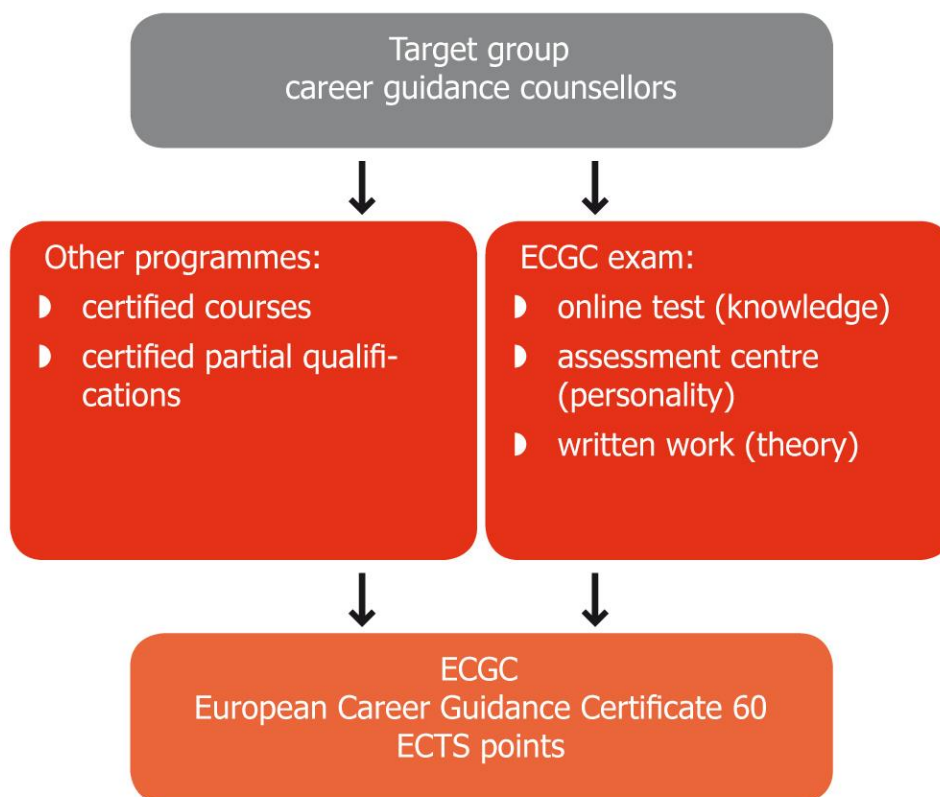 Target group
career guidance counsellors
Other programmes:
certified courses
certified partial qualifi-
cations
ECGC exam:
online test (knowledge)
assessment centre
(personality)
written work (theory)
ECGC
European Career Guidance Certificate 60
ECTS points